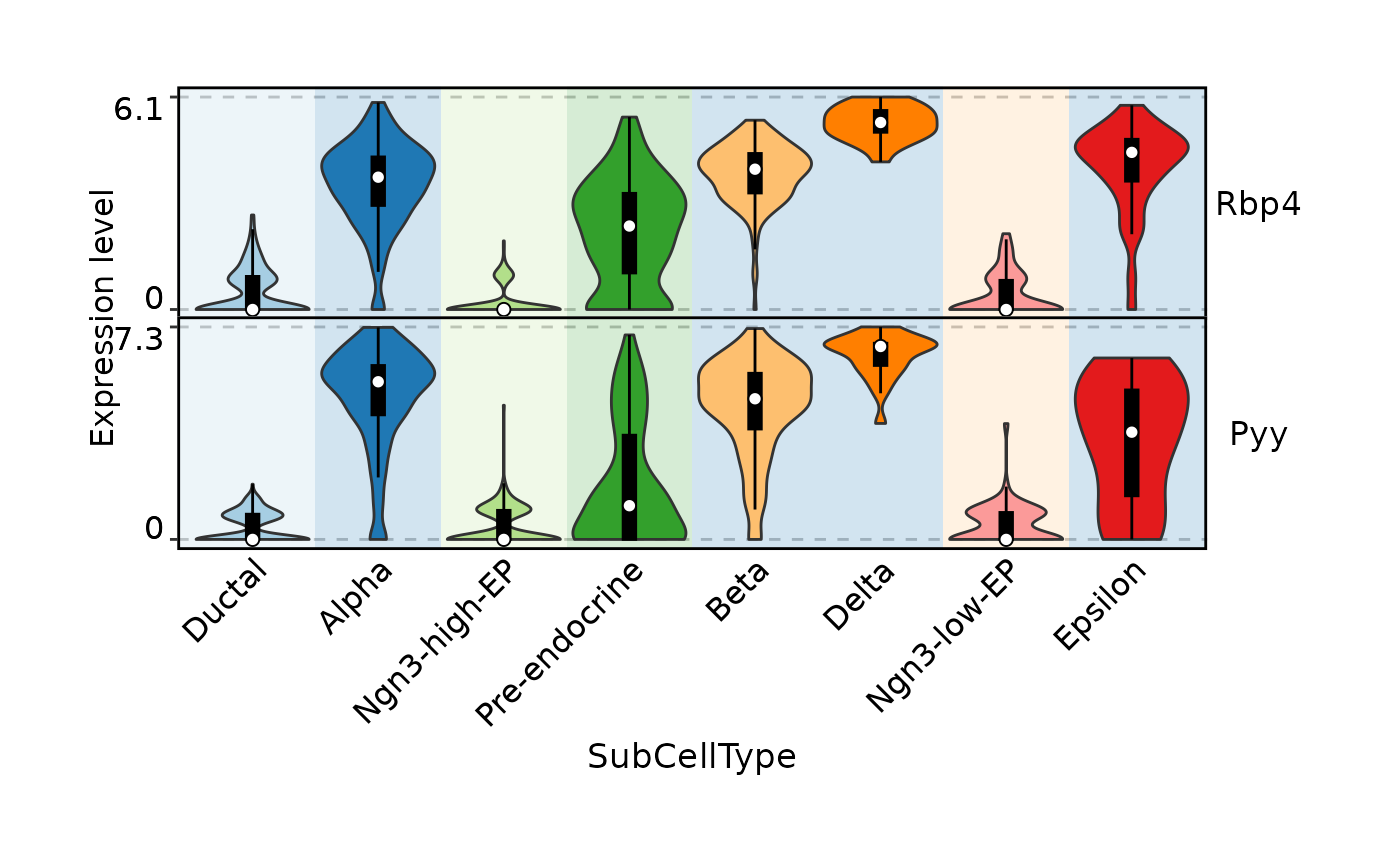 6.1
0
Rbp4
Expression level
7.3
0
Pyy
Ductal
Alpha
Ngn3-high-EP
Pre-endocrine
Beta
Delta
Ngn3-low-EP
Epsilon
SubCellType